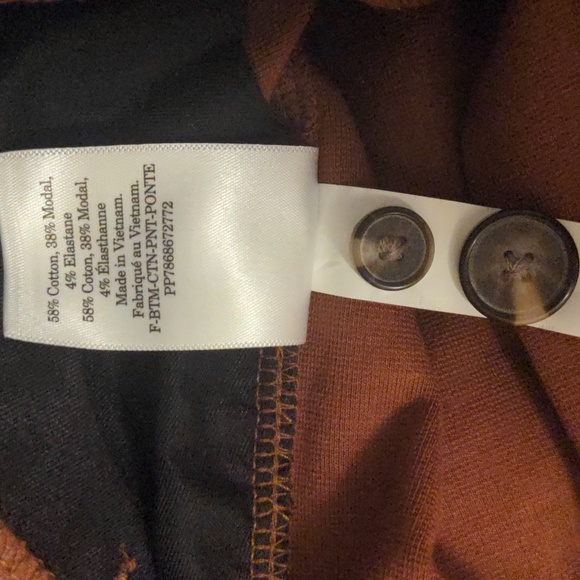 58% Cotton, 38% Modal,
4% Elastane
58% Coton, 38% Modal,
4% Élasthanne
Made in Vietnam.
Fabriqué au Vietnam.
F-BTM-CTN-PNT-PONTE
PP7868672772